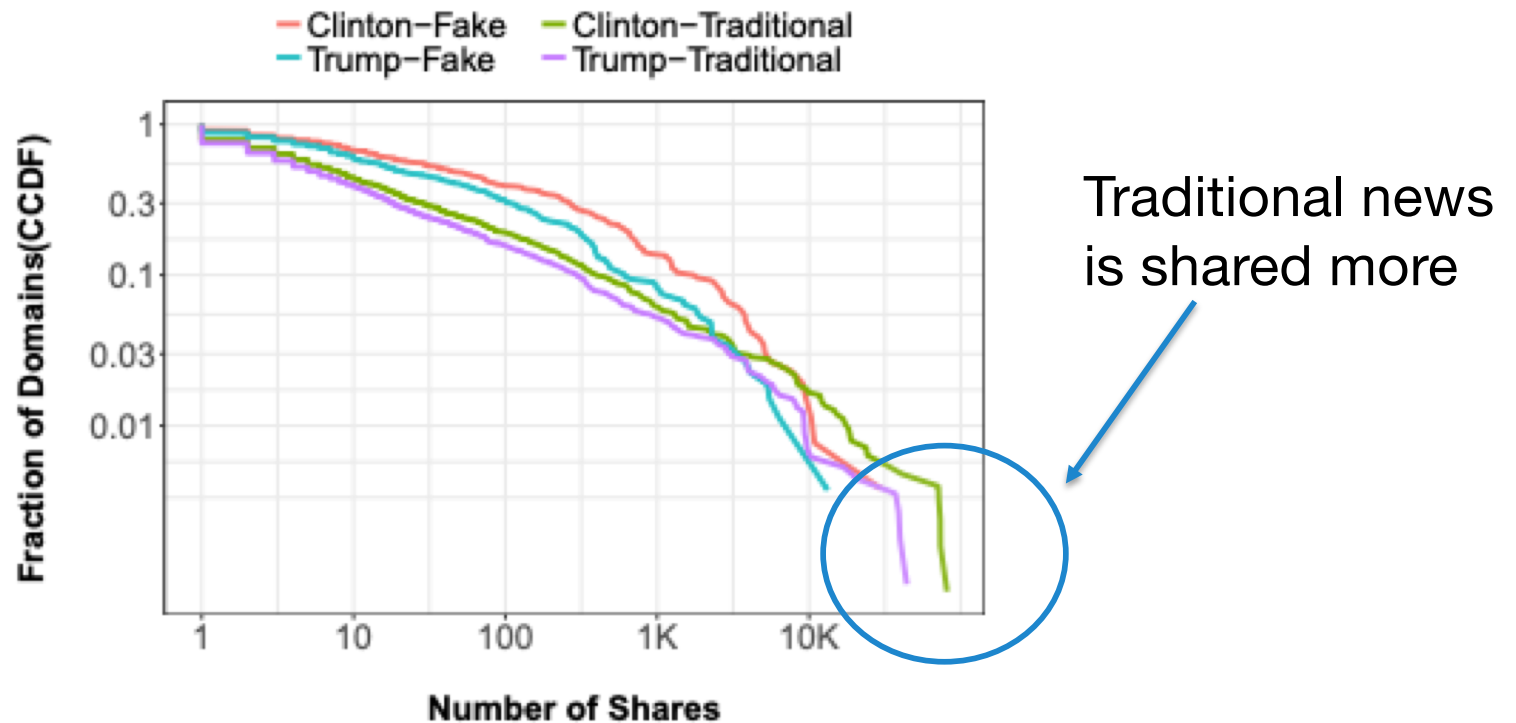 Clinton−Fake Clinton−Traditional
Trump−Fake Trump−Traditional
Fraction of Domains(CCDF)
1
0.3
0.1
0.03
0.01
1 10 100 1K 10K
Number of Shares
Traditional news
is shared more